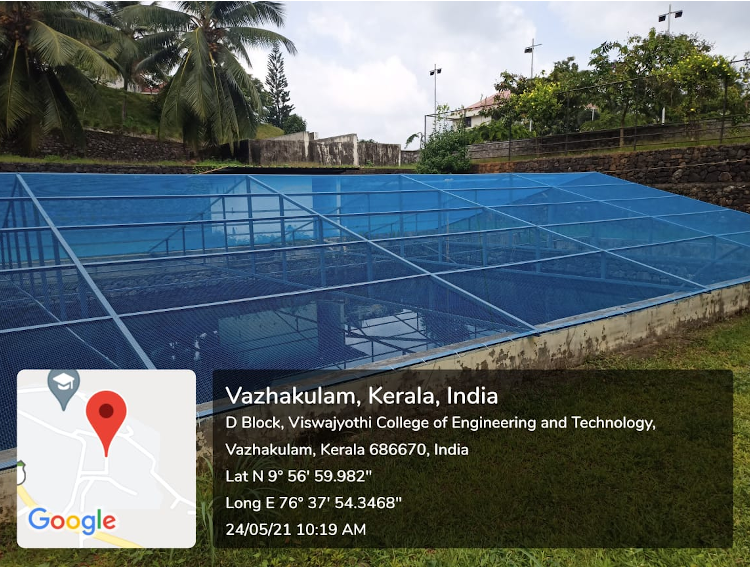 Vazhakulam, Kerala, India
D Block, Viswajyothi College of Engineering and Technology,
Vazhakulam, Kerala 686670, India
Lat N 9° 56' 59.982"
Long E 76° 37' 54.3468"
24/05/21 10:19 AM
Google